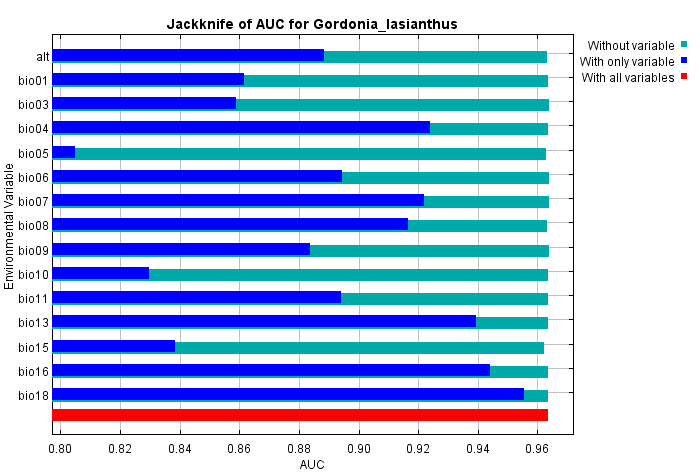 Jackknife of AUC for Gordonia_lasianthus
Without variable
With only variable
With all variables
Environmental Variable
alt
bio01
bio03
bio04
bio05
bio06
bio07
bio08
bio09
bio10
bio11
bio13
bio15
bio16
bio18
0.80 0.82 0.84 0.86 0.88 0.90 0.92 0.94 0.96
AUC